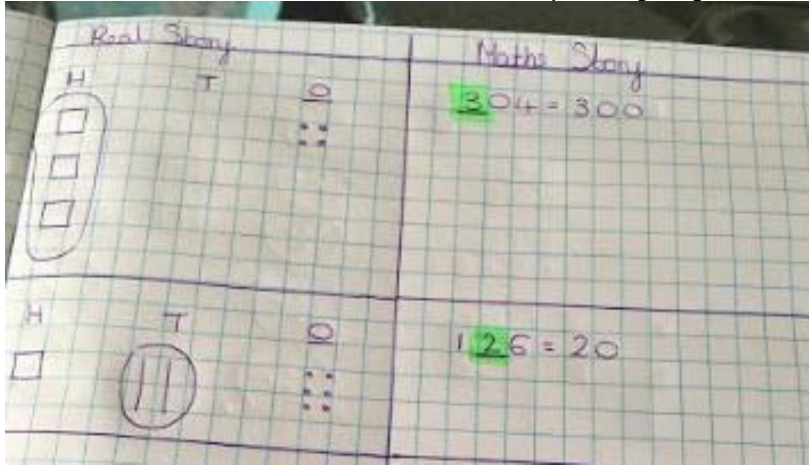 Real Story
Maths Story
H T O
304 = 300
H T O
126 = 20